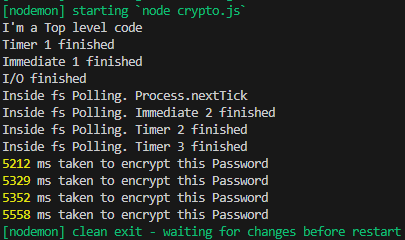 [nodemon] starting `node crypto.js`
I'm a Top level code
Timer 1 finished
Immediate 1 finished
I/O finished
Inside fs Polling. Process.nextTick
Inside fs Polling. Immediate 2 finished
Inside fs Polling. Timer 2 finished
Inside fs Polling. Timer 3 finished
5212 ms taken to encrypt this Password
5329 ms taken to encrypt this Password
5352 ms taken to encrypt this Password
5558 ms taken to encrypt this Password
[nodemon] clean exit - waiting for changes before restart